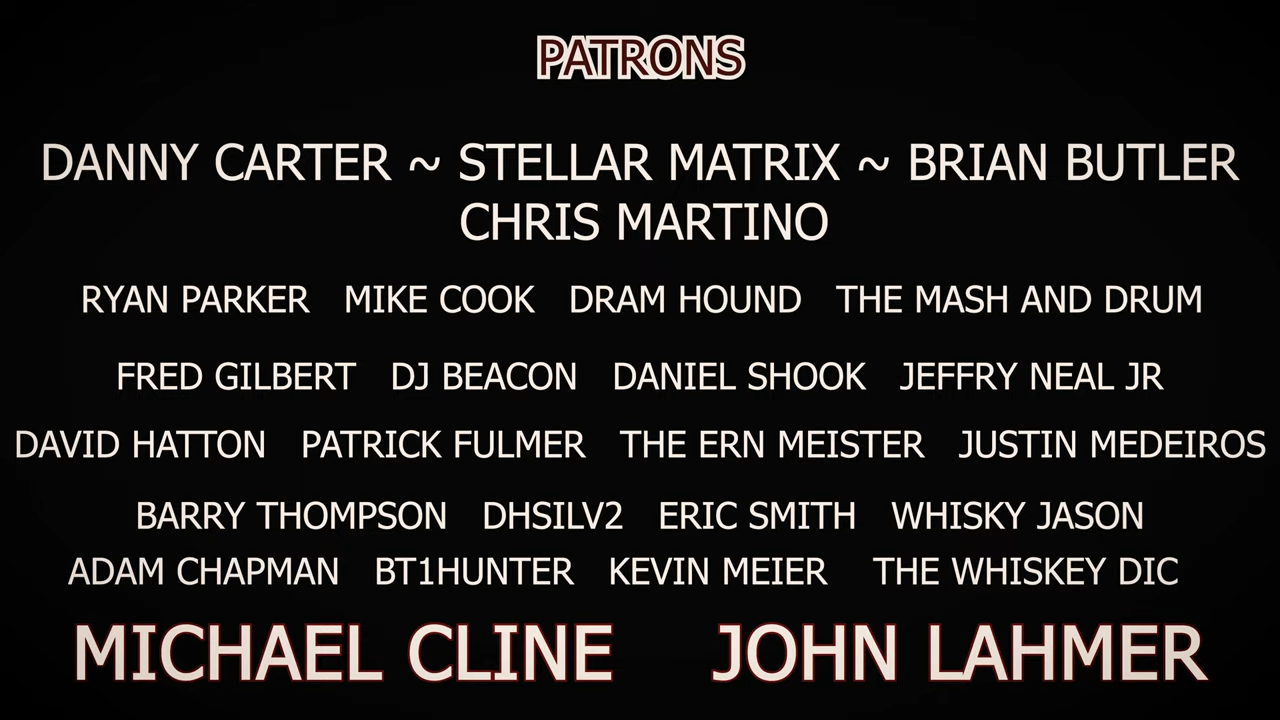 PATRONS
DANNY CARTER ~ STELLAR MATRIX ~ BRIAN BUTLER
CHRIS MARTINO
RYAN PARKER MIKE COOK DRAM HOUND THE MASH AND DRUM
FRED GILBERT DJ BEACON DANIEL SHOOK JEFFRY NEAL JR
DAVID HATTON PATRICK FULMER THE ERN MEISTER JUSTIN MEDEIROS
BARRY THOMPSON DHSILV2 ERIC SMITH WHISKY JASON
ADAM CHAPMAN BT1HUNTER KEVIN MEIER THE WHISKEY DIC
MICHAEL CLINE JOHN LAHMER